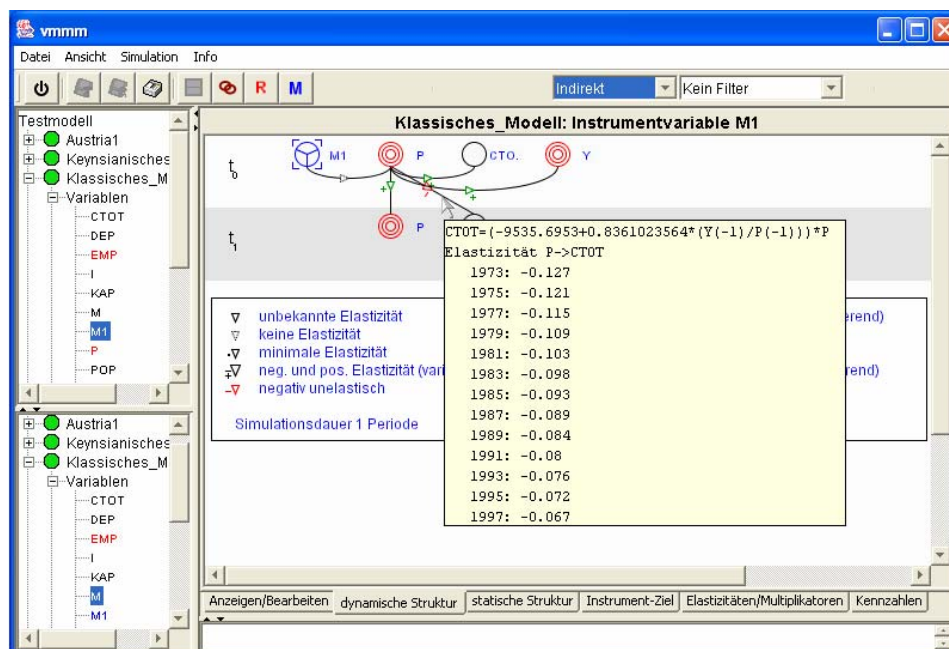 vmmm
Datei Ansicht Simulation Info
R M Indirekt Kein Filter
Testmodell
Austria1
Keynsianisches
Klassisches_M
Variablen
CTOT
DEP
EMP
I
KAP
M
M1
P
POP
Austria1
Keynsianisches
Klassisches_M
Variablen
CTOT
DEP
EMP
I
KAP
M
M1
Klassisches_Modell: Instrumentvariable M1
t0 M1 P CTO. Y
t1 P
unbekannte Elastizität
keine Elastizität
minimale Elastizität
neg. und pos. Elastizität (vari
negativ unelastisch
erend)
rend)
Simulationsdauer 1 Periode
CTOT=(-9535.6953+0.8361023564*(Y(-1)/P(-1)))*P
Elastizität P->CTOT
1973: -0.127
1975: -0.121
1977: -0.115
1979: -0.109
1981: -0.103
1983: -0.098
1985: -0.093
1987: -0.089
1989: -0.084
1991: -0.08
1993: -0.076
1995: -0.072
1997: -0.067
Anzeigen/Bearbeiten dynamische Struktur statische Struktur Instrument-Ziel Elastizitäten/Multiplikatoren Kennzahlen